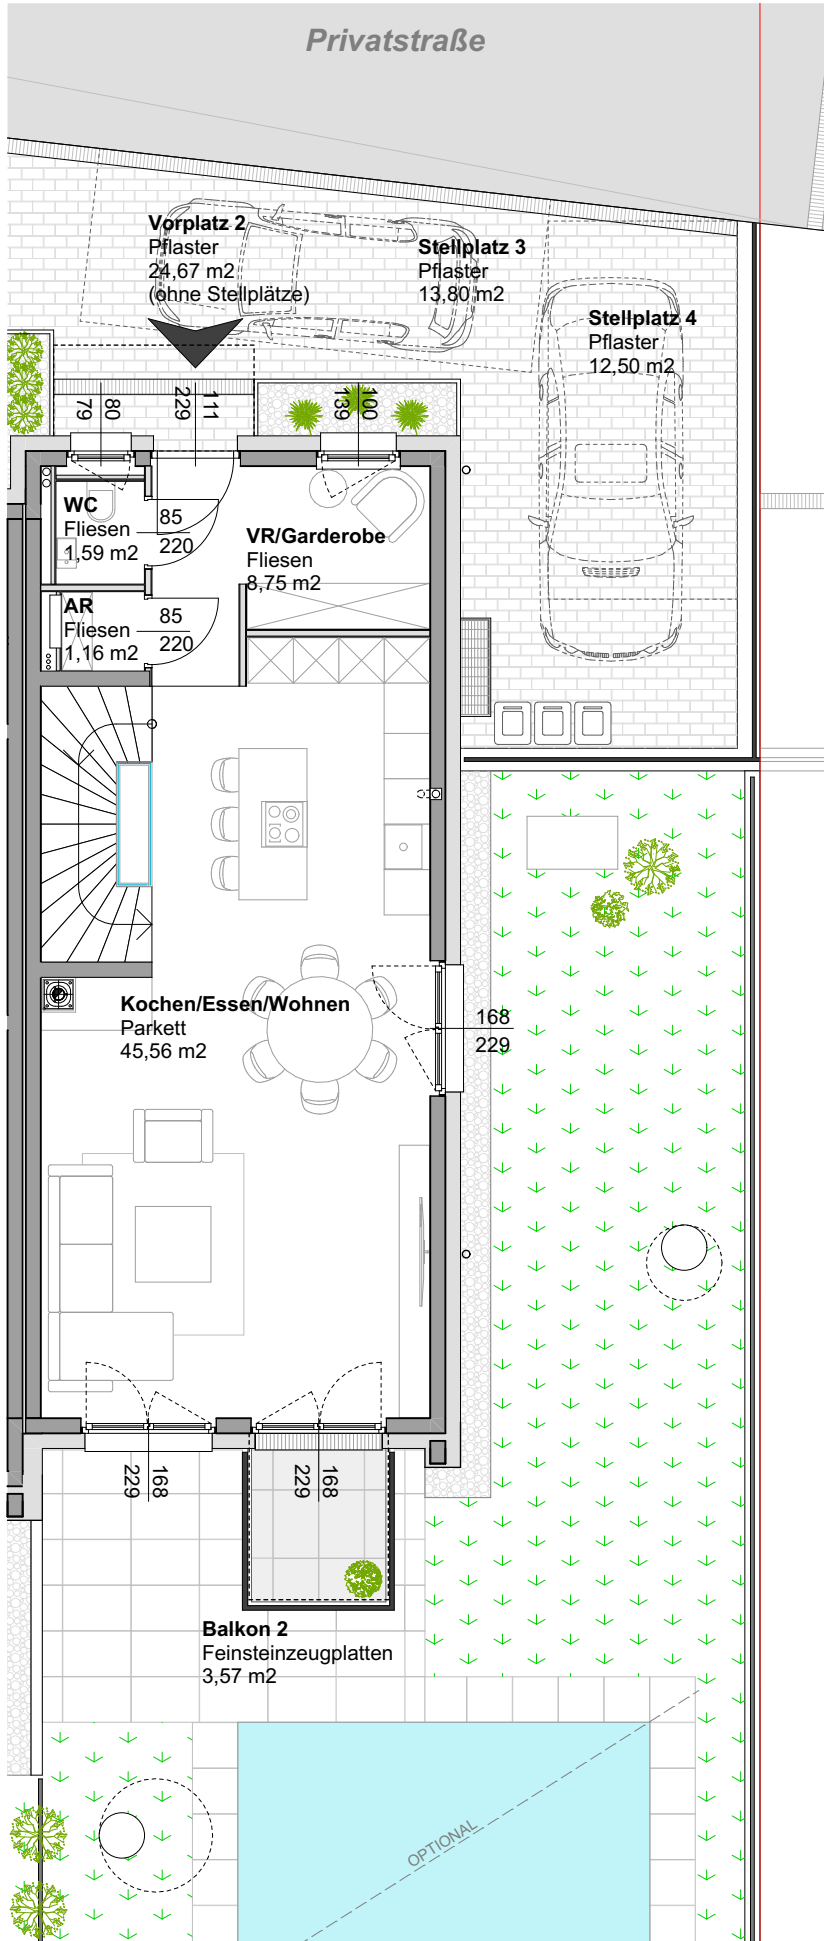 Privatstraße
Vorplatz 2
Pflaster
24,67 m2
(ohne Stellplätze)
Stellplatz 3
Pflaster
13,80 m2
Stellplatz 4
Pflaster
12,50 m2
80
79
111
229
100
139
WC
Fliesen
1,59 m2
85
220
VR/Garderobe
Fliesen
8,75 m2
AR
Fliesen
1,16 m2
85
220
Kochen/Essen/Wohnen
Parkett
45,56 m2
168
229
168
229
168
229
Balkon 2
Feinsteinzeugplatten
3,57 m2
OPTIONAL